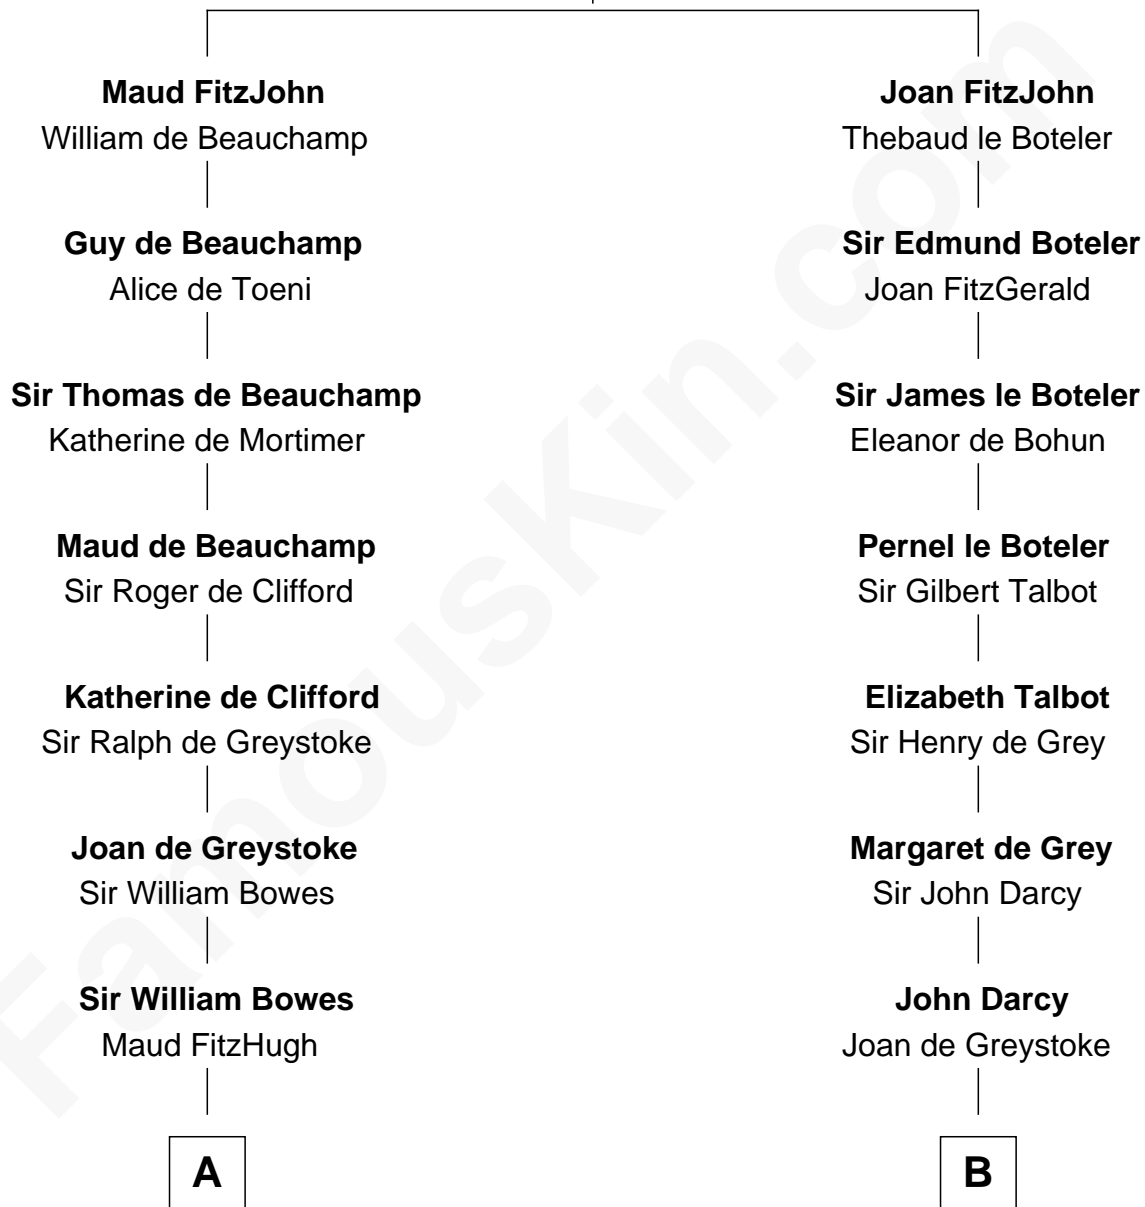 Maud FitzJohn
William de Beauchamp
Joan FitzJohn
Thebaud le Boteler
Guy de Beauchamp
Alice de Toeni
Sir Edmund Boteler
Joan FitzGerald
Sir Thomas de Beauchamp
Katherine de Mortimer
Sir James le Boteler
Eleanor de Bohun
Maud de Beauchamp
Sir Roger de Clifford
Pernel le Boteler
Sir Gilbert Talbot
Katherine de Clifford
Sir Ralph de Greystoke
Elizabeth Talbot
Sir Henry de Grey
Joan de Greystoke
Sir William Bowes
Margaret de Grey
Sir John Darcy
Sir William Bowes
Maud FitzHugh
John Darcy
Joan de Greystoke
A
B
FamousKin.com